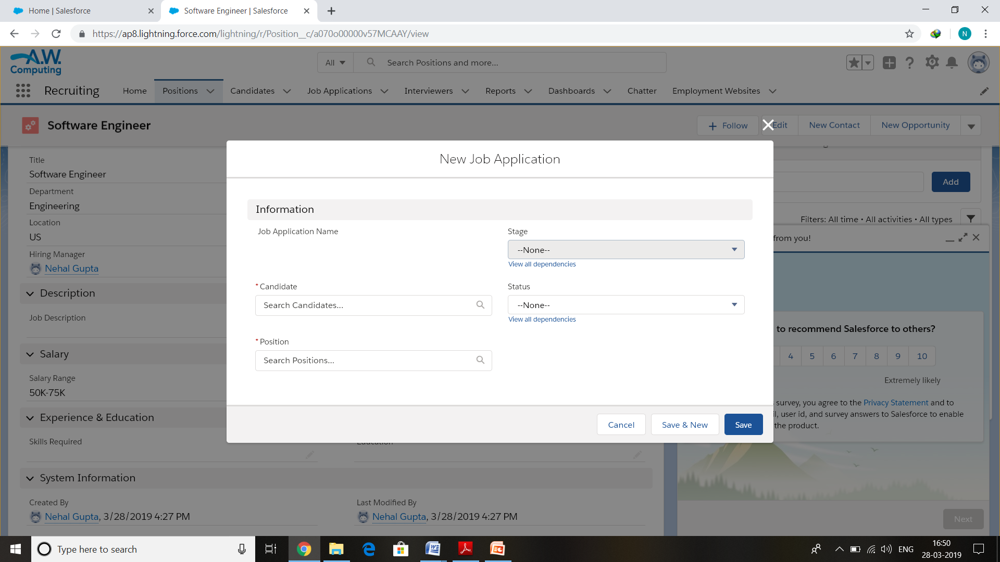 Home | Salesforce
Software Engineer | Salesforce
https://ap8.lightning.force.com/lightning/r/Position__c/a070o00000v57MCAAY/view
N
A.W. Computing
All
Search Positions and more...
Recruiting
Home
Positions
Candidates
Job Applications
Interviewers
Reports
Dashboards
Chatter
Employment Websites
Software Engineer
+ Follow
Edit
New Contact
New Opportunity
Title
Software Engineer
Department
Engineering
Location
US
Hiring Manager
Nehal Gupta
Description
Job Description
Salary
Salary Range
50K-75K
Experience & Education
Skills Required
Education
System Information
Created By
Nehal Gupta, 3/28/2019 4:27 PM
Last Modified By
Nehal Gupta, 3/28/2019 4:27 PM
New Job Application
Information
Job Application Name
Stage
--None--
View all dependencies
*Candidate
Search Candidates...
Status
--None--
View all dependencies
*Position
Search Positions...
Cancel
Save & New
Save
Add
Filters: All time • All activities • All types
from you!
to recommend Salesforce to others?
4 5 6 7 8 9 10
Extremely likely
survey, you agree to the Privacy Statement and to
user id, and survey answers to Salesforce to enable
the product.
Next
Type here to search
ENG
16:50
28-03-2019